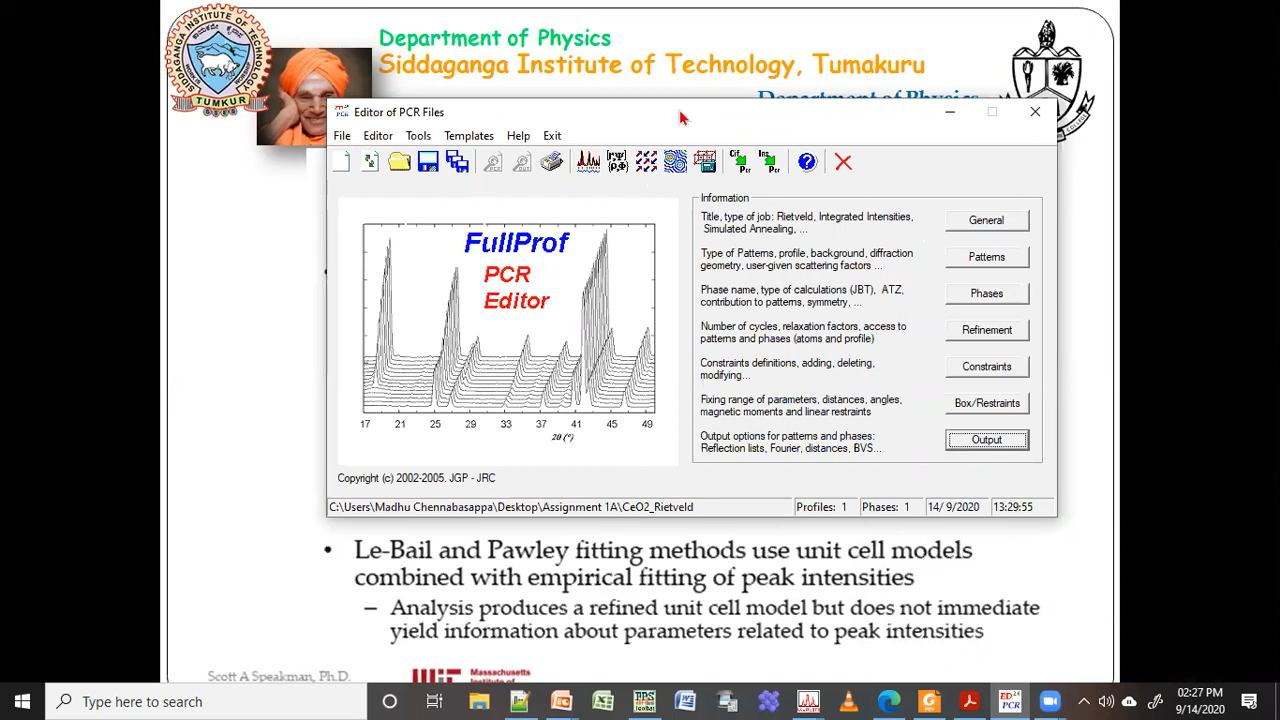 Department of Physics
Siddaganga Institute of Technology, Tumakuru
TUMKUR
Editor of PCR Files
File Editor Tools Templates Help Exit
Cif Pcr Ins Pcr
FullProf
PCR
Editor
17 21 25 29 33 37 41 45 49
2θ (°)
Copyright (c) 2002-2005. JGP - JRC
Information
Title, type of job: Rietveld, Integrated Intensities,
Simulated Annealing, ...
General
Type of Patterns, profile, background, diffraction
geometry, user-given scattering factors ...
Patterns
Phase name, type of calculations (JBT), ATZ,
contribution to patterns, symmetry, ...
Phases
Number of cycles, relaxation factors, access to
patterns and phases (atoms and profile)
Refinement
Constraints definitions, adding, deleting,
modifying...
Constraints
Fixing range of parameters, distances, angles,
magnetic moments and linear restraints
Box/Restraints
Output options for patterns and phases:
Reflection lists, Fourier, distances, BVS...
Output
C:\Users\Madhu Chennabasappa\Desktop\Assignment 1A\CeO2_Rietveld Profiles: 1 Phases: 1 14/ 9/2020 13:29:55
• Le-Bail and Pawley fitting methods use unit cell models
combined with empirical fitting of peak intensities
– Analysis produces a refined unit cell model but does not immediate
yield information about parameters related to peak intensities
Scott A Speakman, Ph.D.
Massachusetts
Type here to search
02:27 PM
9/14/2020